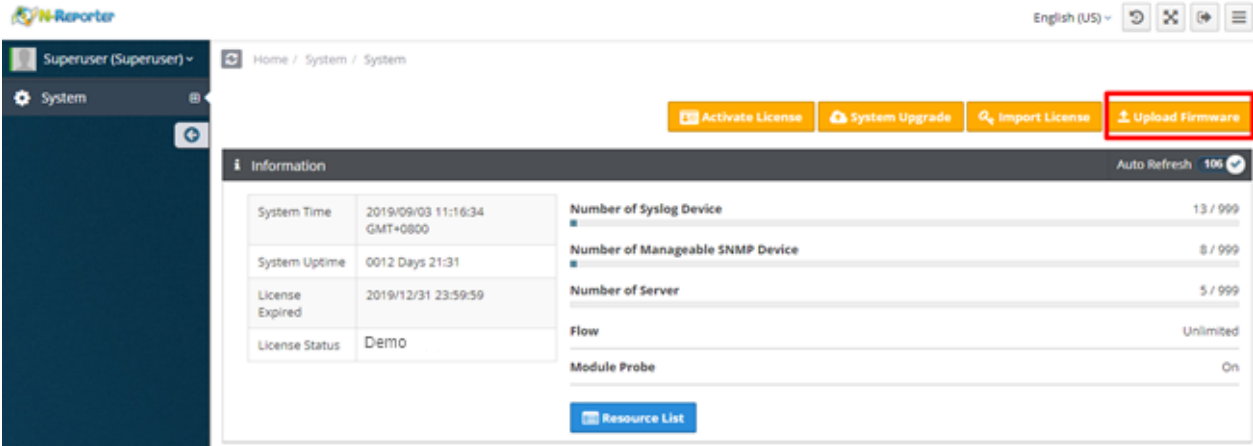 N-Reporter
English (US)
Superuser (Superuser)
Home / System / System
System
Activate License
System Upgrade
Import License
Upload Firmware
i Information
Auto Refresh 106
System Time
2019/09/03 11:16:34
GMT+0800
System Uptime
0012 Days 21:31
License
Expired
2019/12/31 23:59:59
License Status
Demo
Number of Syslog Device
13 / 999
Number of Manageable SNMP Device
8 / 999
Number of Server
5 / 999
Flow
Unlimited
Module Probe
On
Resource List